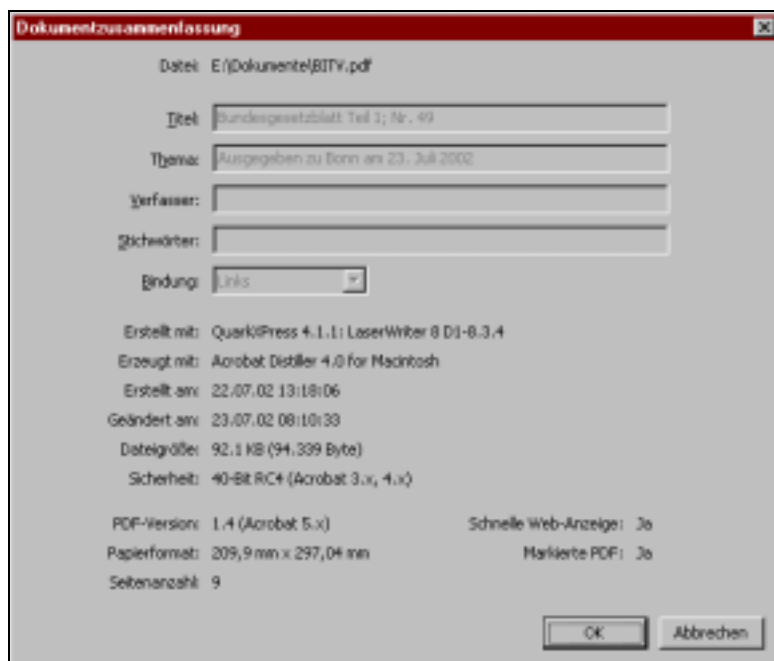 Dokumentzusammenfassung
Datei: E:\Dokumente\BITV.pdf
Titel: Bundesgesetzblatt Teil 1; Nr. 49
Thema: Ausgegeben zu Bonn am 23. Juli 2002
Verfasser:
Stichwörter:
Bindung: Links
Erstellt mit: QuarkXPress 4.1.1: LaserWriter 8 D1-8.3.4
Erzeugt mit: Acrobat Distiller 4.0 for Macintosh
Erstellt am: 22.07.02 13:18:06
Geändert am: 23.07.02 08:10:33
Dateigröße: 92.1 KB (94.339 Byte)
Sicherheit: 40-Bit RC4 (Acrobat 3.x, 4.x)
PDF-Version: 1.4 (Acrobat 5.x) Schnelle Web-Anzeige: Ja
Papierformat: 209,9 mm x 297,04 mm Markierte PDF: Ja
Seitenanzahl: 9
OK Abbrechen